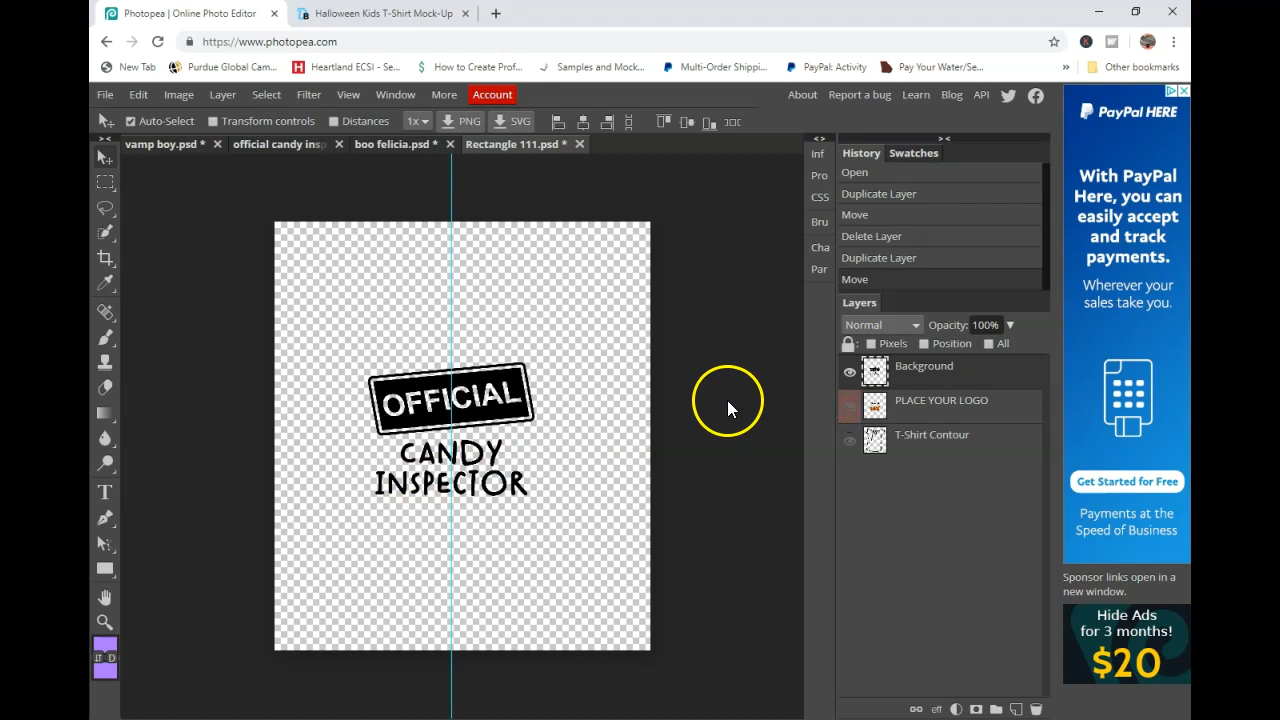 Photopea | Online Photo Editor
Halloween Kids T-Shirt Mock-Up
https://www.photopea.com
New Tab
Purdue Global Cam...
Heartland ECSI - Se...
How to Create Prof...
Samples and Mock...
Multi-Order Shippi...
PayPal: Activity
Pay Your Water/Se...
Other bookmarks
File Edit Image Layer Select Filter View Window More Account
About Report a bug Learn Blog API
Auto-Select Transform controls Distances 1x PNG SVG
vamp boy.psd * official candy insp boo felicia.psd * Rectangle 111.psd *
Inf
Pro
CSS
Bru
Cha
Par
History Swatches
Open
Duplicate Layer
Move
Delete Layer
Duplicate Layer
Move
Layers
Normal Opacity: 100%
Pixels Position All
Background
PLACE YOUR LOGO
T-Shirt Contour
OFFICIAL
CANDY
INSPECTOR
PayPal HERE
With PayPal
Here, you can
easily accept
and track
payments.
Wherever your
sales take you.
Get Started for Free
Payments at the
Speed of Business
Sponsor links open in a
new window.
Hide Ads
for 3 months!
$20
eff
D